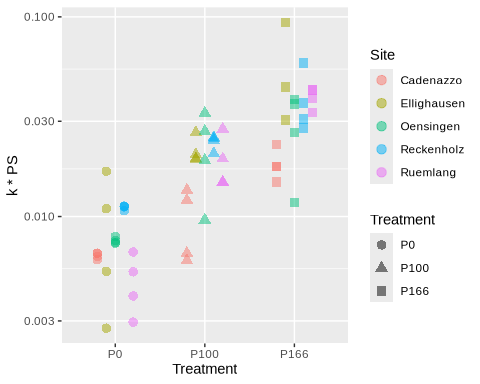 0.100
0.030
0.010
0.003
k * PS
P0
P100
P166
Treatment
Site
Cadenazzo
Ellighausen
Oensingen
Reckenholz
Ruemlang
Treatment
P0
P100
P166